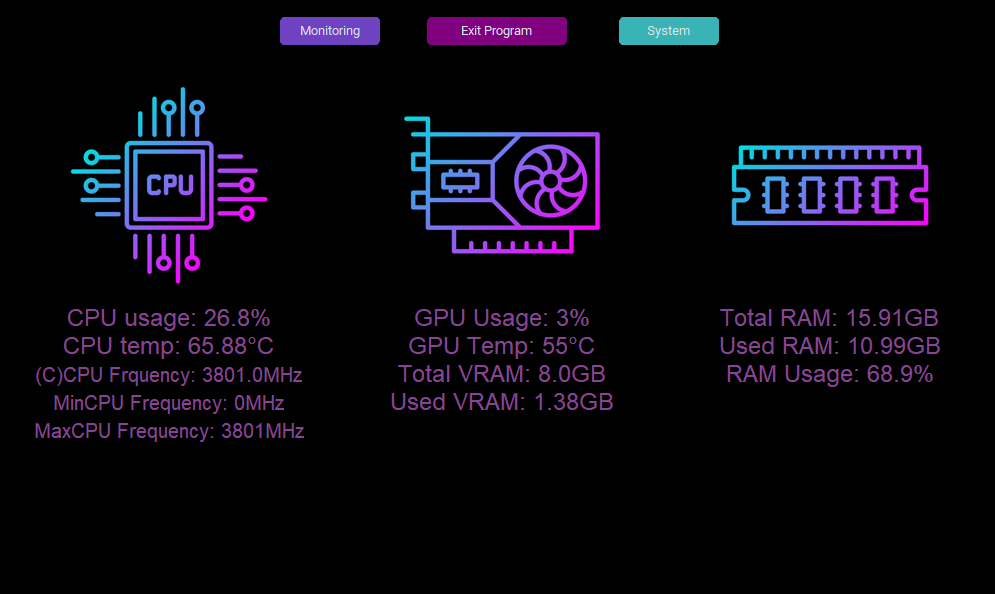 Monitoring
Exit Program
System
CPU
CPU usage: 26.8%
CPU temp: 65.88°C
(C)CPU Frquency: 3801.0MHz
MinCPU Frequency: 0MHz
MaxCPU Frequency: 3801MHz
GPU Usage: 3%
GPU Temp: 55°C
Total VRAM: 8.0GB
Used VRAM: 1.38GB
Total RAM: 15.91GB
Used RAM: 10.99GB
RAM Usage: 68.9%